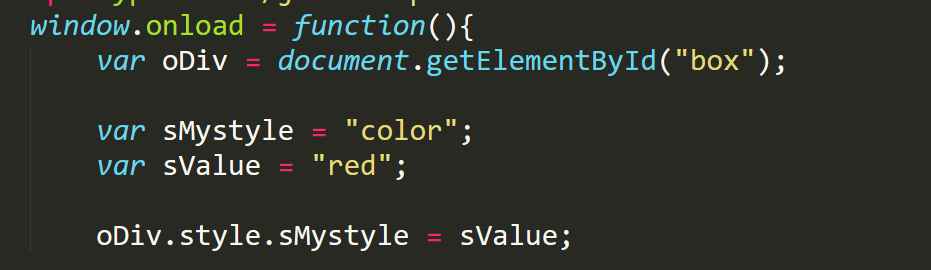 window.onload = function(){
var oDiv = document.getElementById("box");
var sMystyle = "color";
var sValue = "red";
oDiv.style.sMystyle = sValue;